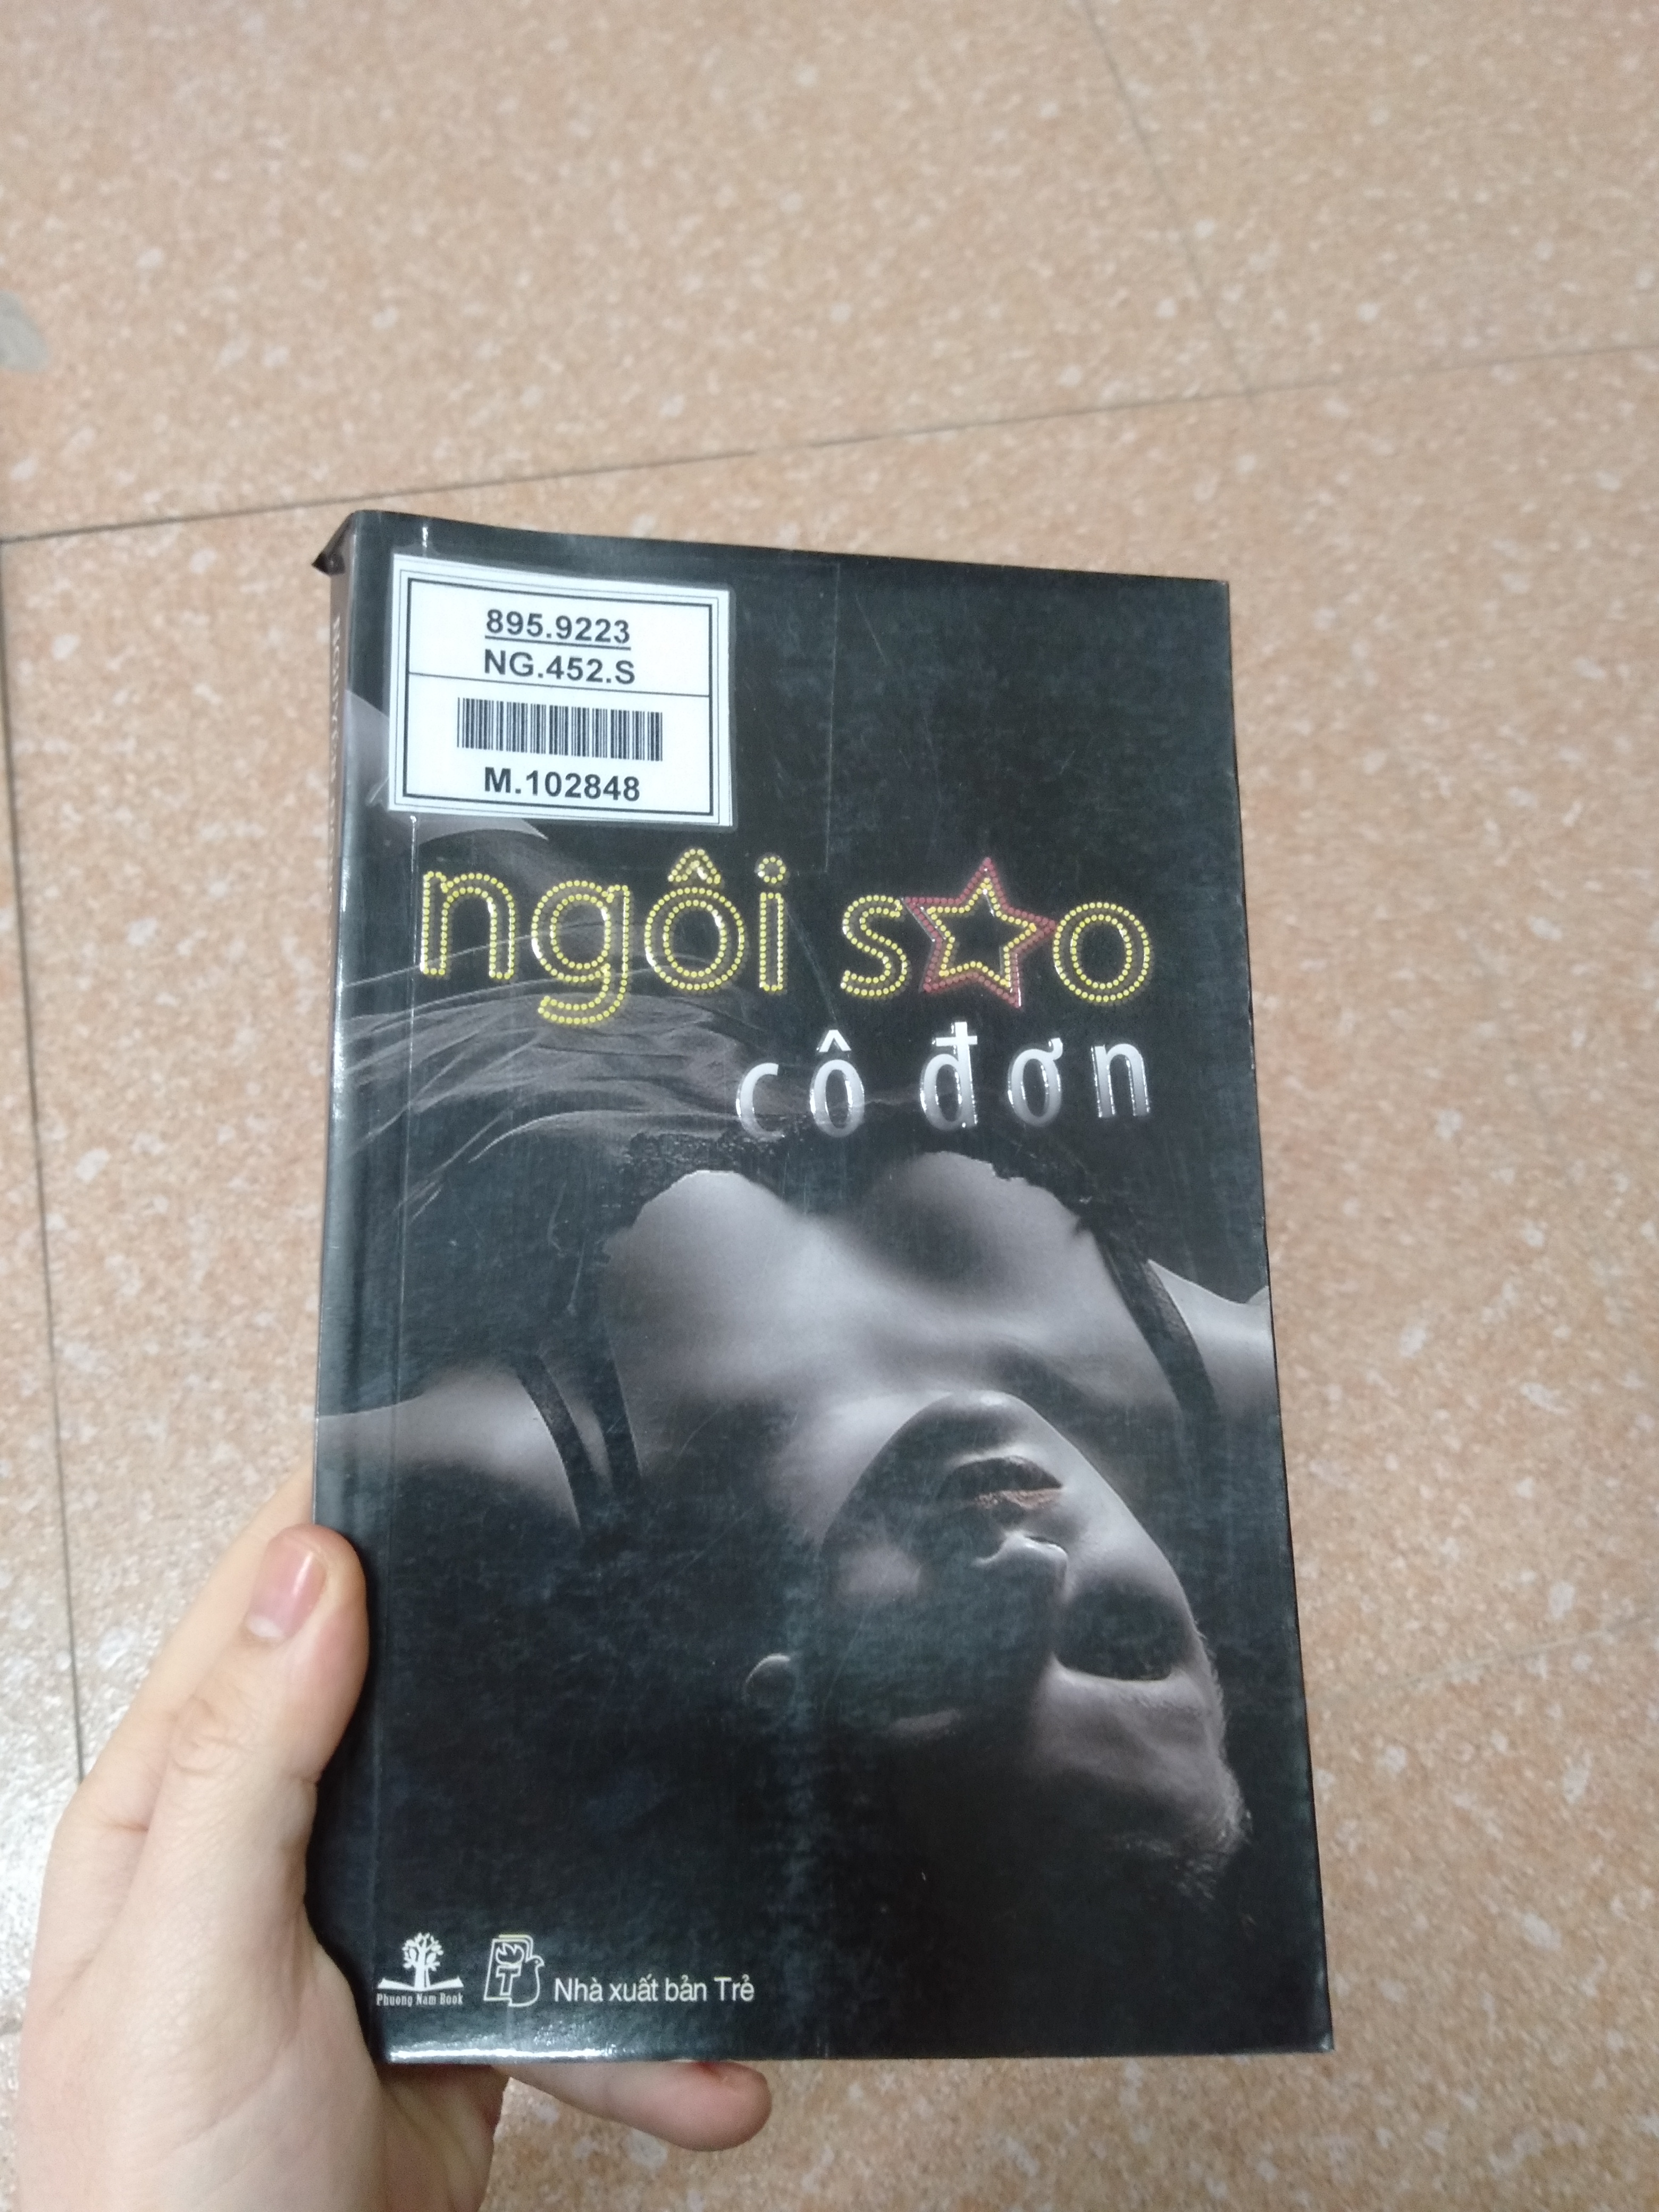 895.9223
NG.452.S
M.102848
ngôi sao
cô đơn
Phuong Nam Book
Nhà xuất bản Trẻ